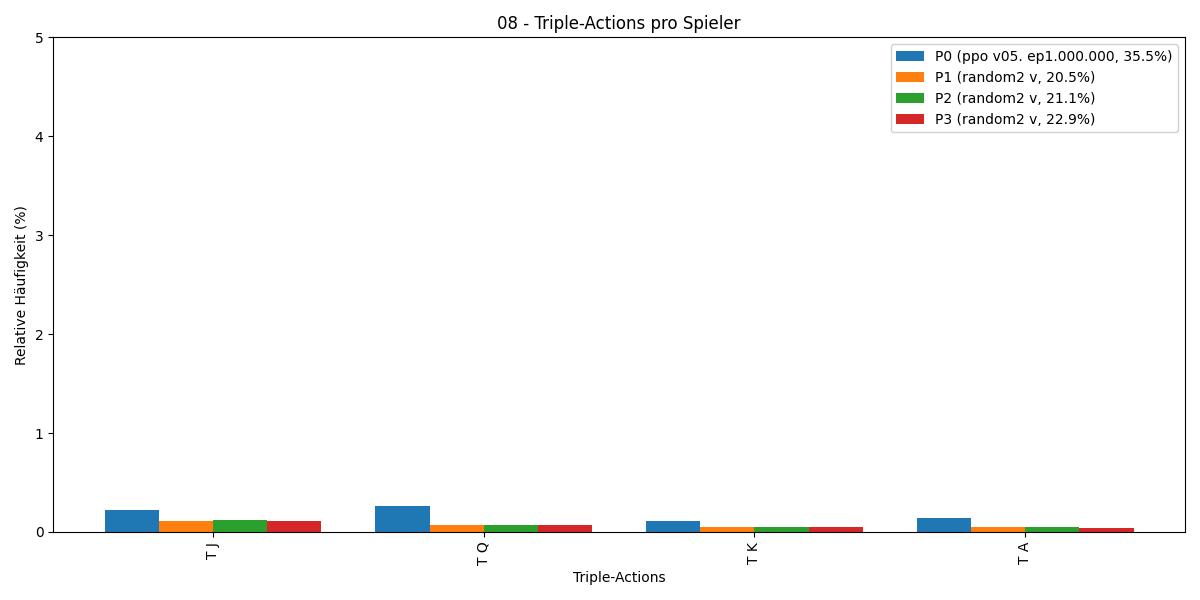 08 - Triple-Actions pro Spieler
P0 (ppo v05. ep1.000.000, 35.5%)
P1 (random2 v, 20.5%)
P2 (random2 v, 21.1%)
P3 (random2 v, 22.9%)
Relative Häufigkeit (%)
5
4
3
2
1
0
T J
T Q
T K
T A
Triple-Actions